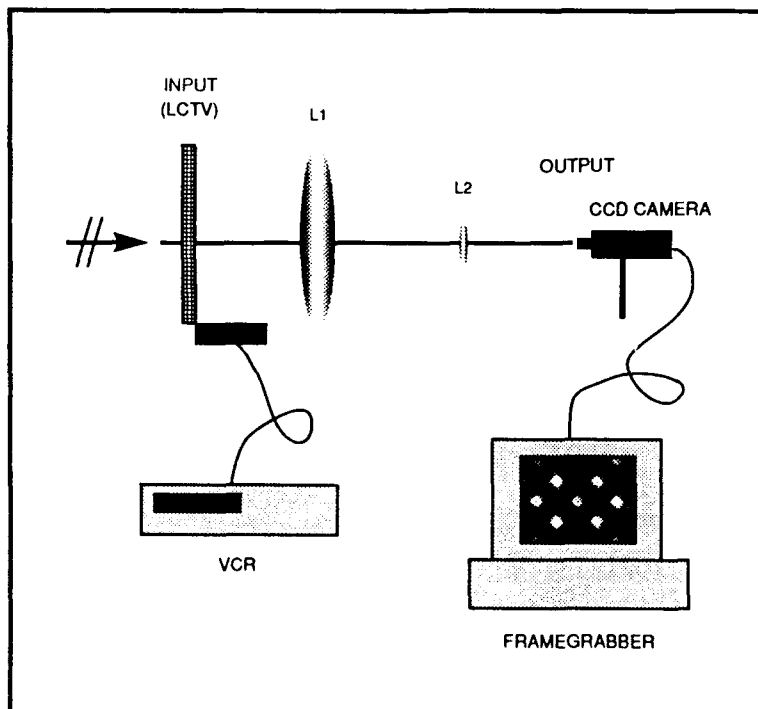 INPUT
(LCTV)
L1
L2
OUTPUT
CCD CAMERA
VCR
FRAMEGRABBER